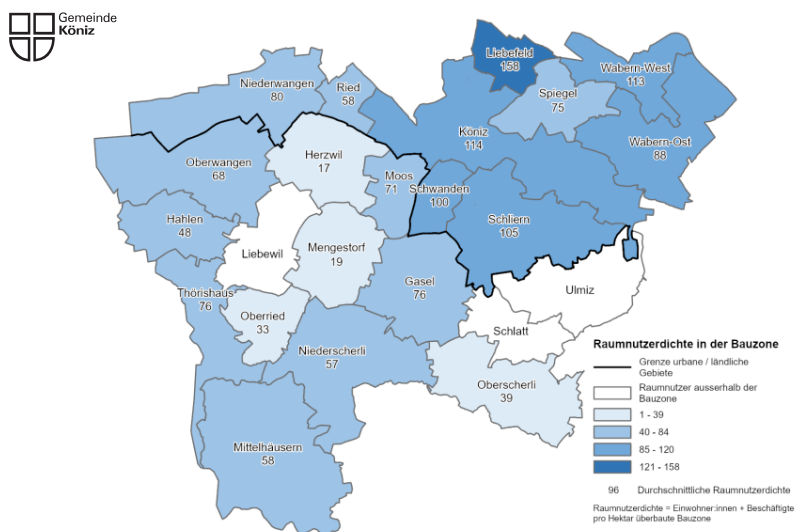 Gemeinde
Köniz
Liebefeld
158
Wabern-West
113
Niederwangen
80
Ried
58
Spiegel
75
Köniz
114
Wabern-Ost
88
Herzwil
17
Oberwangen
68
Moos
71
Schwanden
100
Hahlen
48
Schliern
105
Liebewil
Mengestorf
19
Gasel
76
Ulmiz
Thörishaus
76
Oberried
33
Schlatt
Niederscherli
57
Oberscherli
39
Mittelhäusern
58
Raumnutzerdichte in der Bauzone
Grenze urbane / ländliche
Gebiete
Raumnutzer ausserhalb der
Bauzone
1 - 39
40 - 84
85 - 120
121 - 158
96 Durchschnittliche Raumnutzerdichte
Raumnutzerdichte = Einwohner:innen + Beschäftigte
pro Hektar überbaute Bauzone